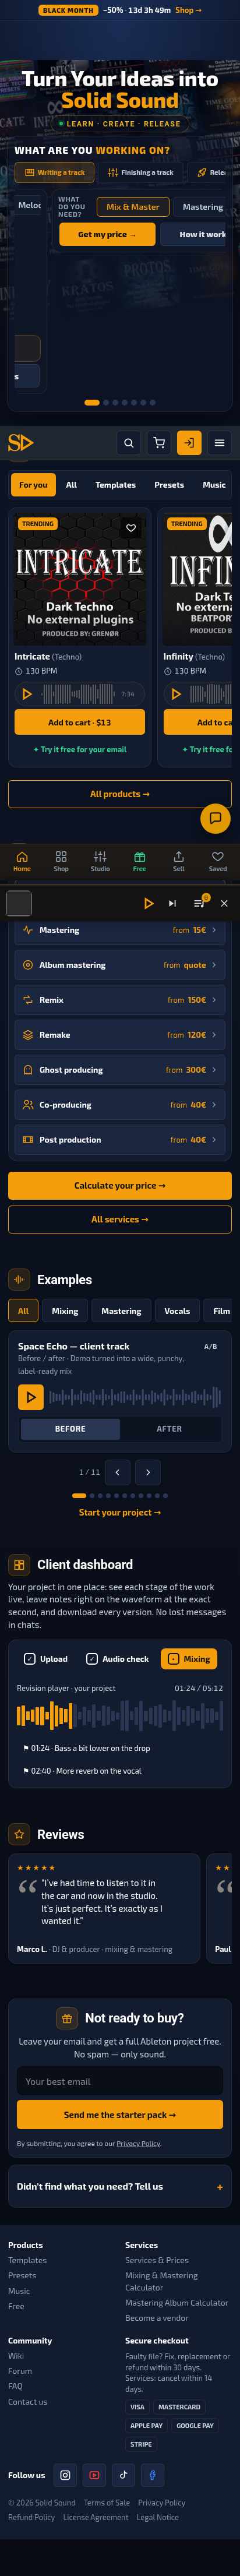 BLACK MONTH -50% · 13d 3h 49m Shop →
Turn Your Ideas into
Solid Sound
LEARN · CREATE · RELEASE
WHAT ARE YOU WORKING ON?
Writing a track Finishing a track
WHAT DO YOU NEED?
Mix & Master Mastering
Get my price → How it work
For you All Templates Presets Music
TRENDING
INTRICATE
Dark Techno
No external plugins
PRODUCED BY: GRENØR
Intricate (Techno)
130 BPM
7:34
Add to cart · $13
+ Try it free for your email
TRENDING
Dark Techno
Infinity (Techno)
130 BPM
All products →
Home Shop Studio Free Sell Saved
0
Mastering from 15€
Album mastering from quote
Remix from 150€
Remake from 120€
Ghost producing from 300€
Co-producing from 40€
Post production from 40€
Calculate your price →
All services →
Examples
All Mixing Mastering Vocals Film
Space Echo — client track A/B
Before / after · Demo turned into a wide, punchy,
label-ready mix
BEFORE AFTER
1 / 11
Start your project →
Client dashboard
Your project in one place: see each stage of the work
live, leave notes right on the waveform at the exact
second, and download every version. No lost messages
in chats.
Upload Audio check Mixing
Revision player · your project 01:24 / 05:12
01:24 · Bass a bit lower on the drop
02:40 · More reverb on the vocal
Reviews
★★★★★
“I've had time to listen to it in
the car and now in my studio.
It's just perfect. It's exactly as I
wanted it.”
Marco L. · DJ & producer · mixing & mastering
Paul
Not ready to buy?
Leave your email and get a full Ableton project free.
No spam — only sound.
Your best email
Send me the starter pack →
By submitting, you agree to our Privacy Policy.
Didn't find what you need? Tell us +
Products
Templates
Presets
Music
Free
Services
Services & Prices
Mixing & Mastering
Calculator
Mastering Album Calculator
Become a vendor
Community
Wiki
Forum
FAQ
Contact us
Secure checkout
Faulty file? Fix, replacement or
refund within 30 days.
Services: cancel within 14
days.
VISA MASTERCARD
APPLE PAY GOOGLE PAY
STRIPE
Follow us
© 2026 Solid Sound Terms of Sale Privacy Policy
Refund Policy License Agreement Legal Notice